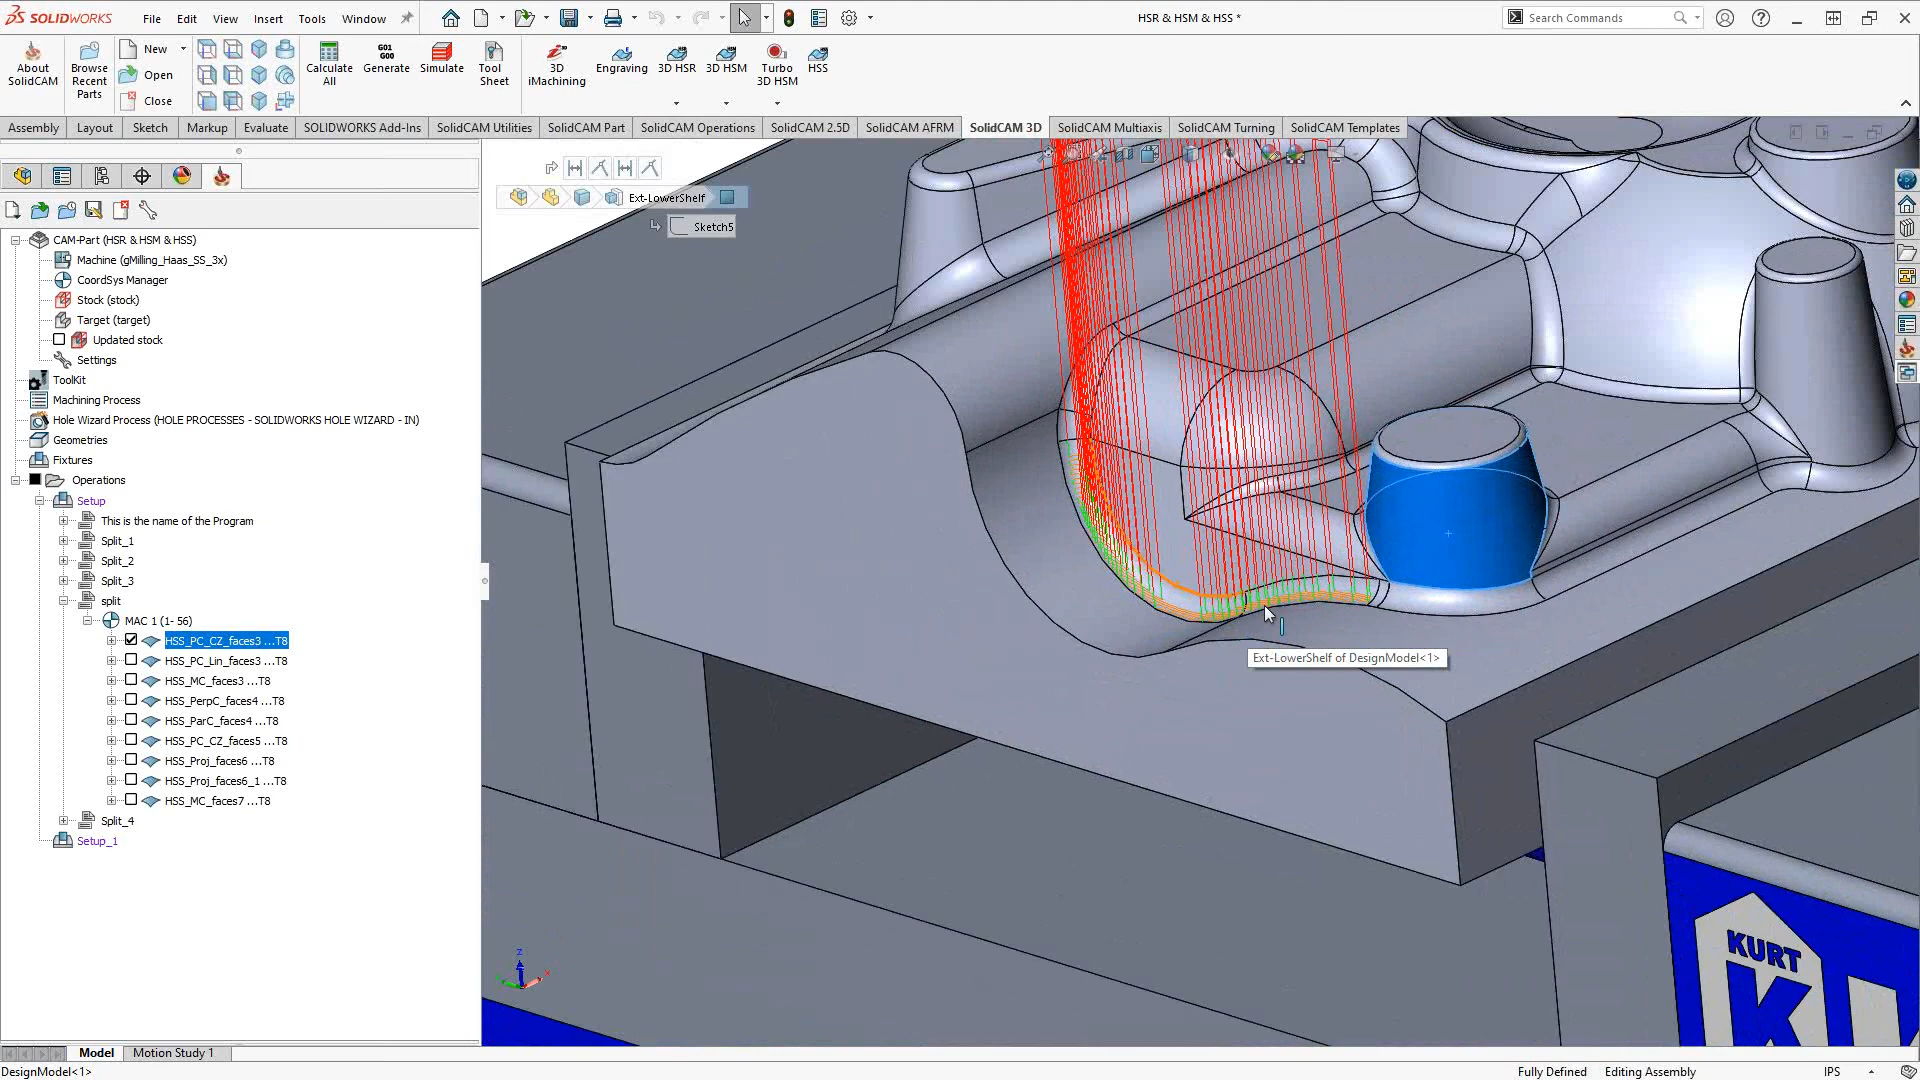 SOLIDWORKS
File Edit View Insert Tools Window
HSR & HSM & HSS *
Search Commands
About SolidCAM
Browse Recent Parts
New
Open
Close
Calculate All
G01 G00
Generate
Simulate
Tool Sheet
3D iMachining
Engraving
3D HSR
3D HSM
Turbo 3D HSM
HSS
Assembly Layout Sketch Markup Evaluate SOLIDWORKS Add-Ins SolidCAM Utilities SolidCAM Part SolidCAM Operations SolidCAM 2.5D SolidCAM AFRM SolidCAM 3D SolidCAM Multiaxis SolidCAM Turning SolidCAM Templates
Ext-LowerShelf
Sketch5
CAM-Part (HSR & HSM & HSS)
Machine (gMilling_Haas_SS_3x)
CoordSys Manager
Stock (stock)
Target (target)
Updated stock
Settings
ToolKit
Machining Process
Hole Wizard Process (HOLE PROCESSES - SOLIDWORKS HOLE WIZARD - IN)
Geometries
Fixtures
Operations
Setup
This is the name of the Program
Split_1
Split_2
Split_3
split
MAC 1 (1- 56)
HSS_PC_CZ_faces3 ...T8
HSS_PC_Lin_faces3 ...T8
HSS_MC_faces3 ...T8
HSS_PerpC_faces4 ...T8
HSS_ParC_faces4 ...T8
HSS_PC_CZ_faces5 ...T8
HSS_Proj_faces6 ...T8
HSS_Proj_faces6_1 ...T8
HSS_MC_faces7 ...T8
Split_4
Setup_1
Ext-LowerShelf of DesignModel<1>
KURT
Z
X
Model Motion Study 1
DesignModel<1>
Fully Defined Editing Assembly IPS